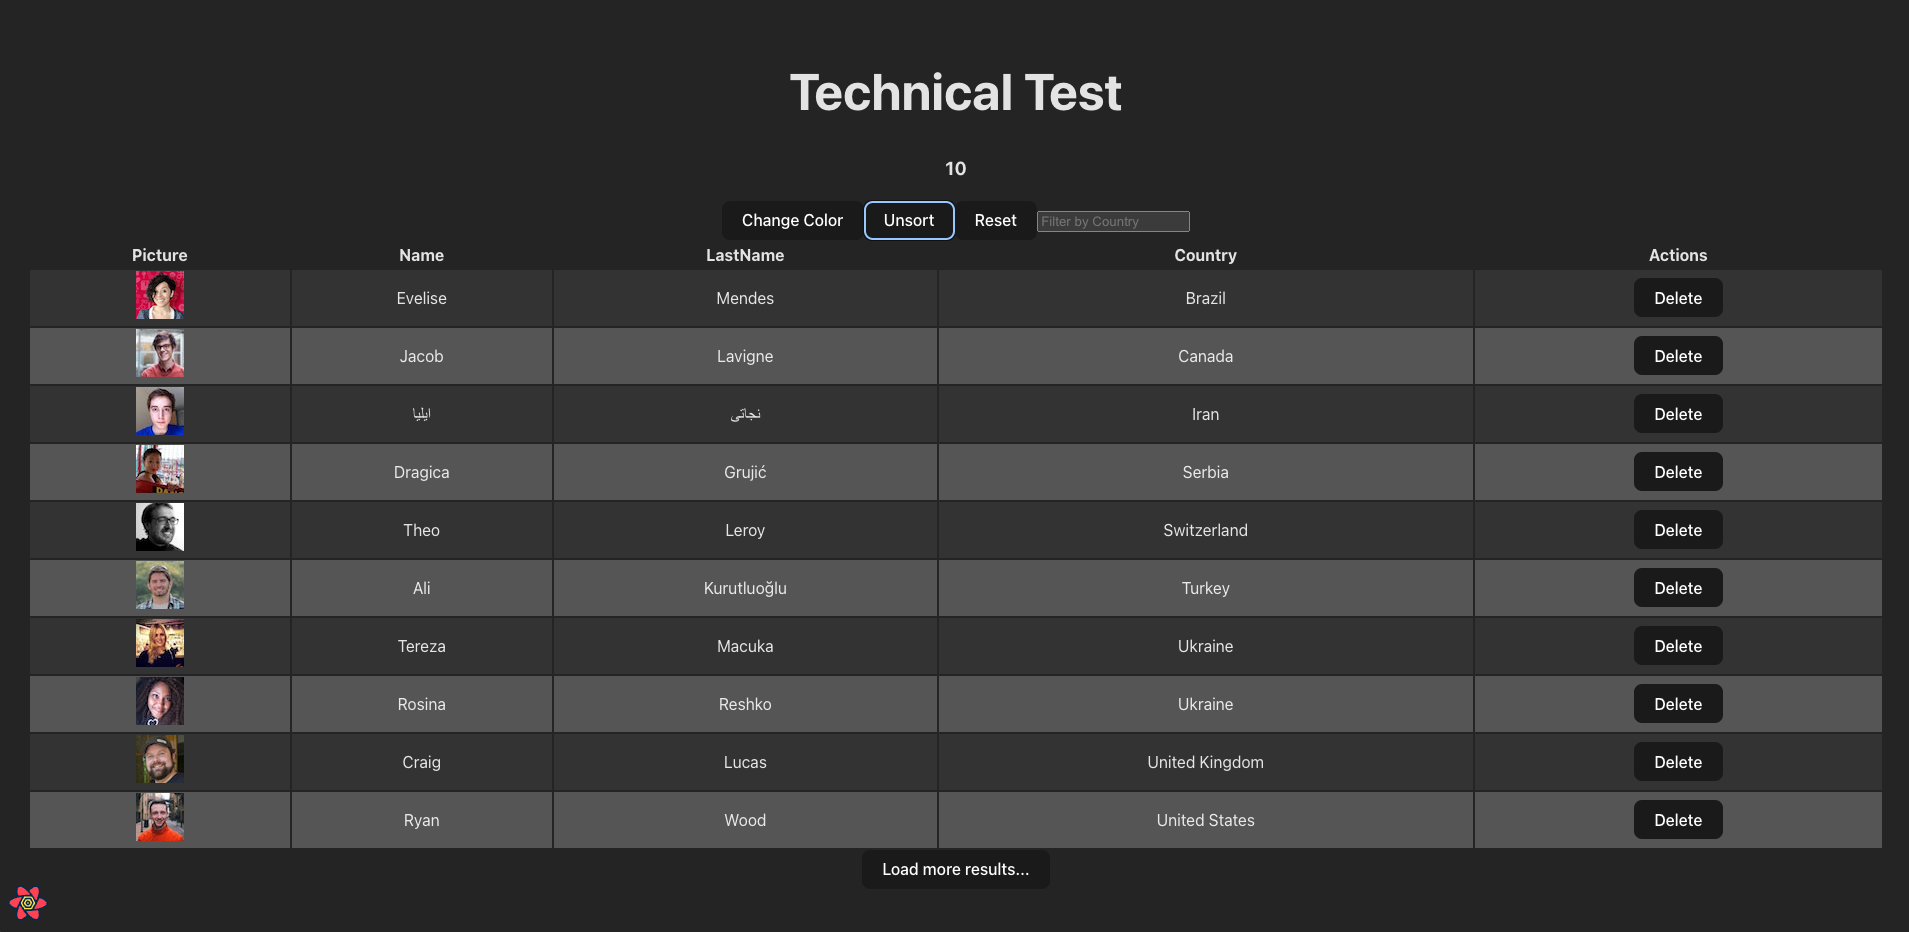 Technical Test
10
Change Color Unsort Reset Filter by Country
Picture Name LastName Country Actions
Evelise Mendes Brazil Delete
Jacob Lavigne Canada Delete
ایلیا نجاتی Iran Delete
Dragica Grujić Serbia Delete
Theo Leroy Switzerland Delete
Ali Kurutluoğlu Turkey Delete
Tereza Macuka Ukraine Delete
Rosina Reshko Ukraine Delete
Craig Lucas United Kingdom Delete
Ryan Wood United States Delete
Load more results...